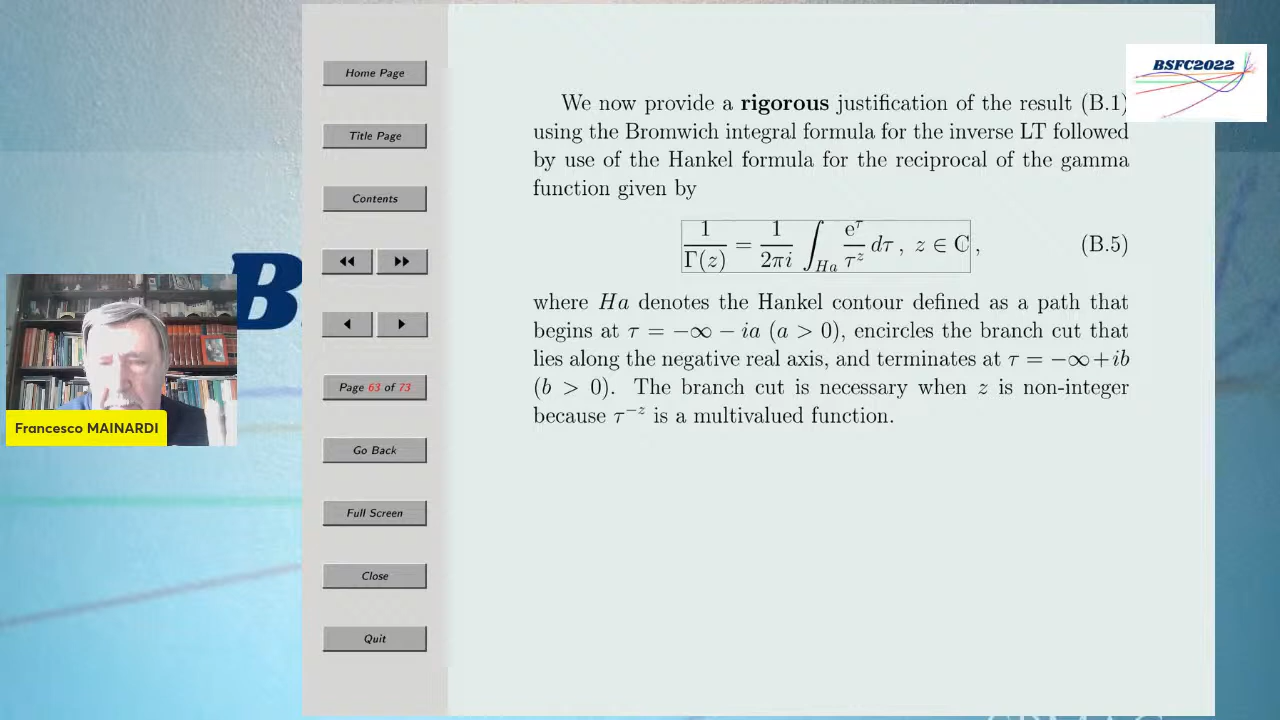 BSFC2022
Home Page
Title Page
Contents
Page 63 of 73
Go Back
Full Screen
Close
Quit
We now provide a rigorous justification of the result (B.1)
using the Bromwich integral formula for the inverse LT followed
by use of the Hankel formula for the reciprocal of the gamma
function given by
1/Γ(z) = 1/2πi ∫_Ha e^τ/τ^z dτ , z ∈ ℂ , (B.5)
where Ha denotes the Hankel contour defined as a path that
begins at τ = −∞ − ia (a > 0), encircles the branch cut that
lies along the negative real axis, and terminates at τ = −∞+ib
(b > 0). The branch cut is necessary when z is non-integer
because τ^−z is a multivalued function.
Francesco MAINARDI